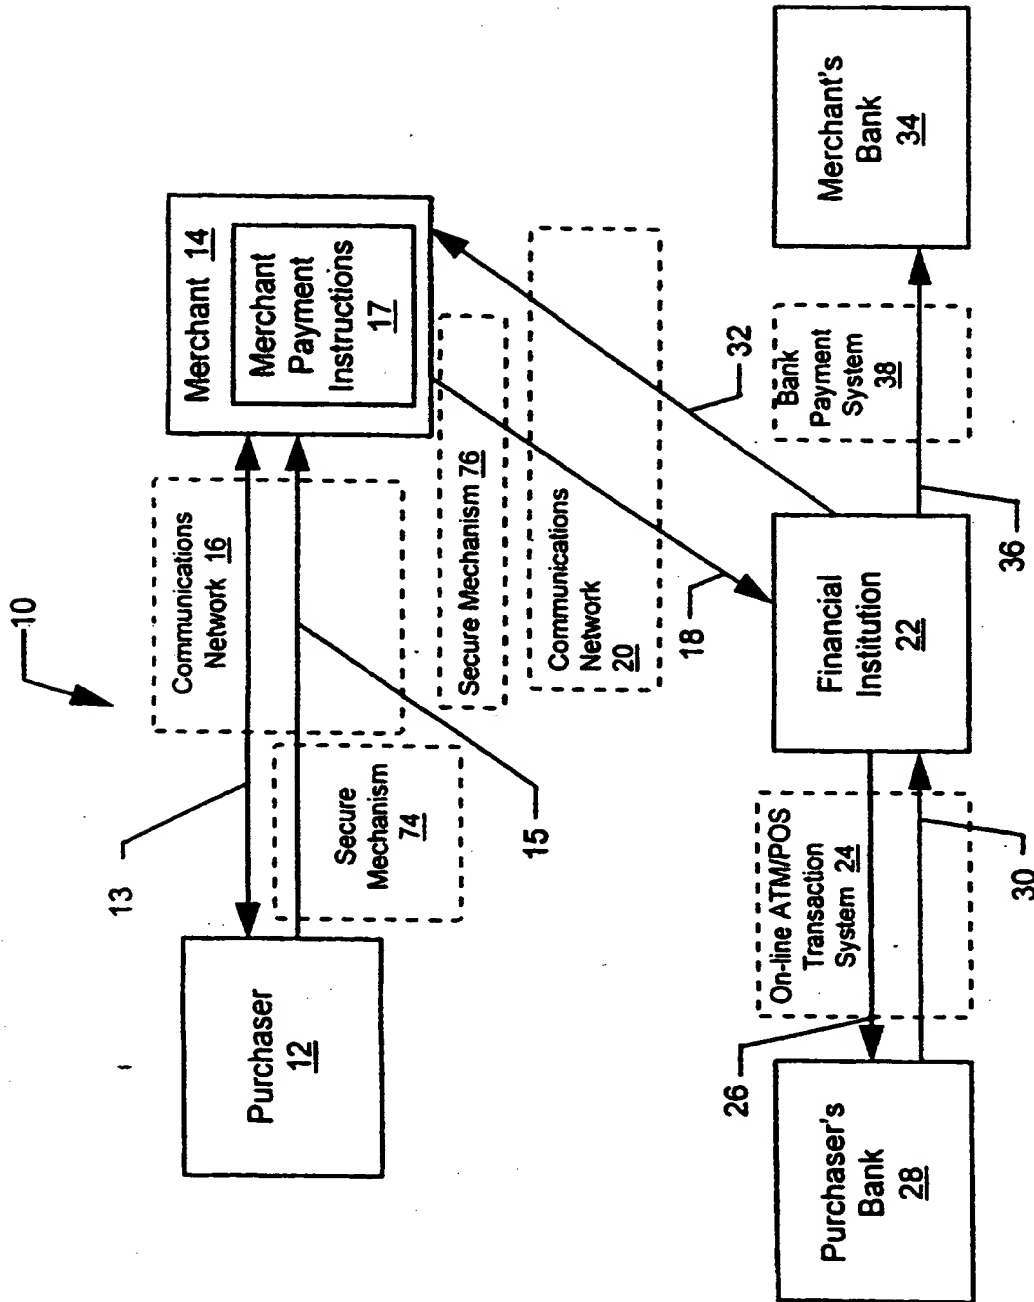 10
13
Communications
Network 16
Merchant 14
Merchant
Payment
Instructions
17
Purchaser
12
Secure
Mechanism
74
15
Secure Mechanism 76
Communications
Network
20
18
32
26
On-line ATM/POS
Transaction
System 24
30
Purchaser's
Bank
28
Financial
Institution
22
36
Bank
Payment
System
38
Merchant's
Bank
34